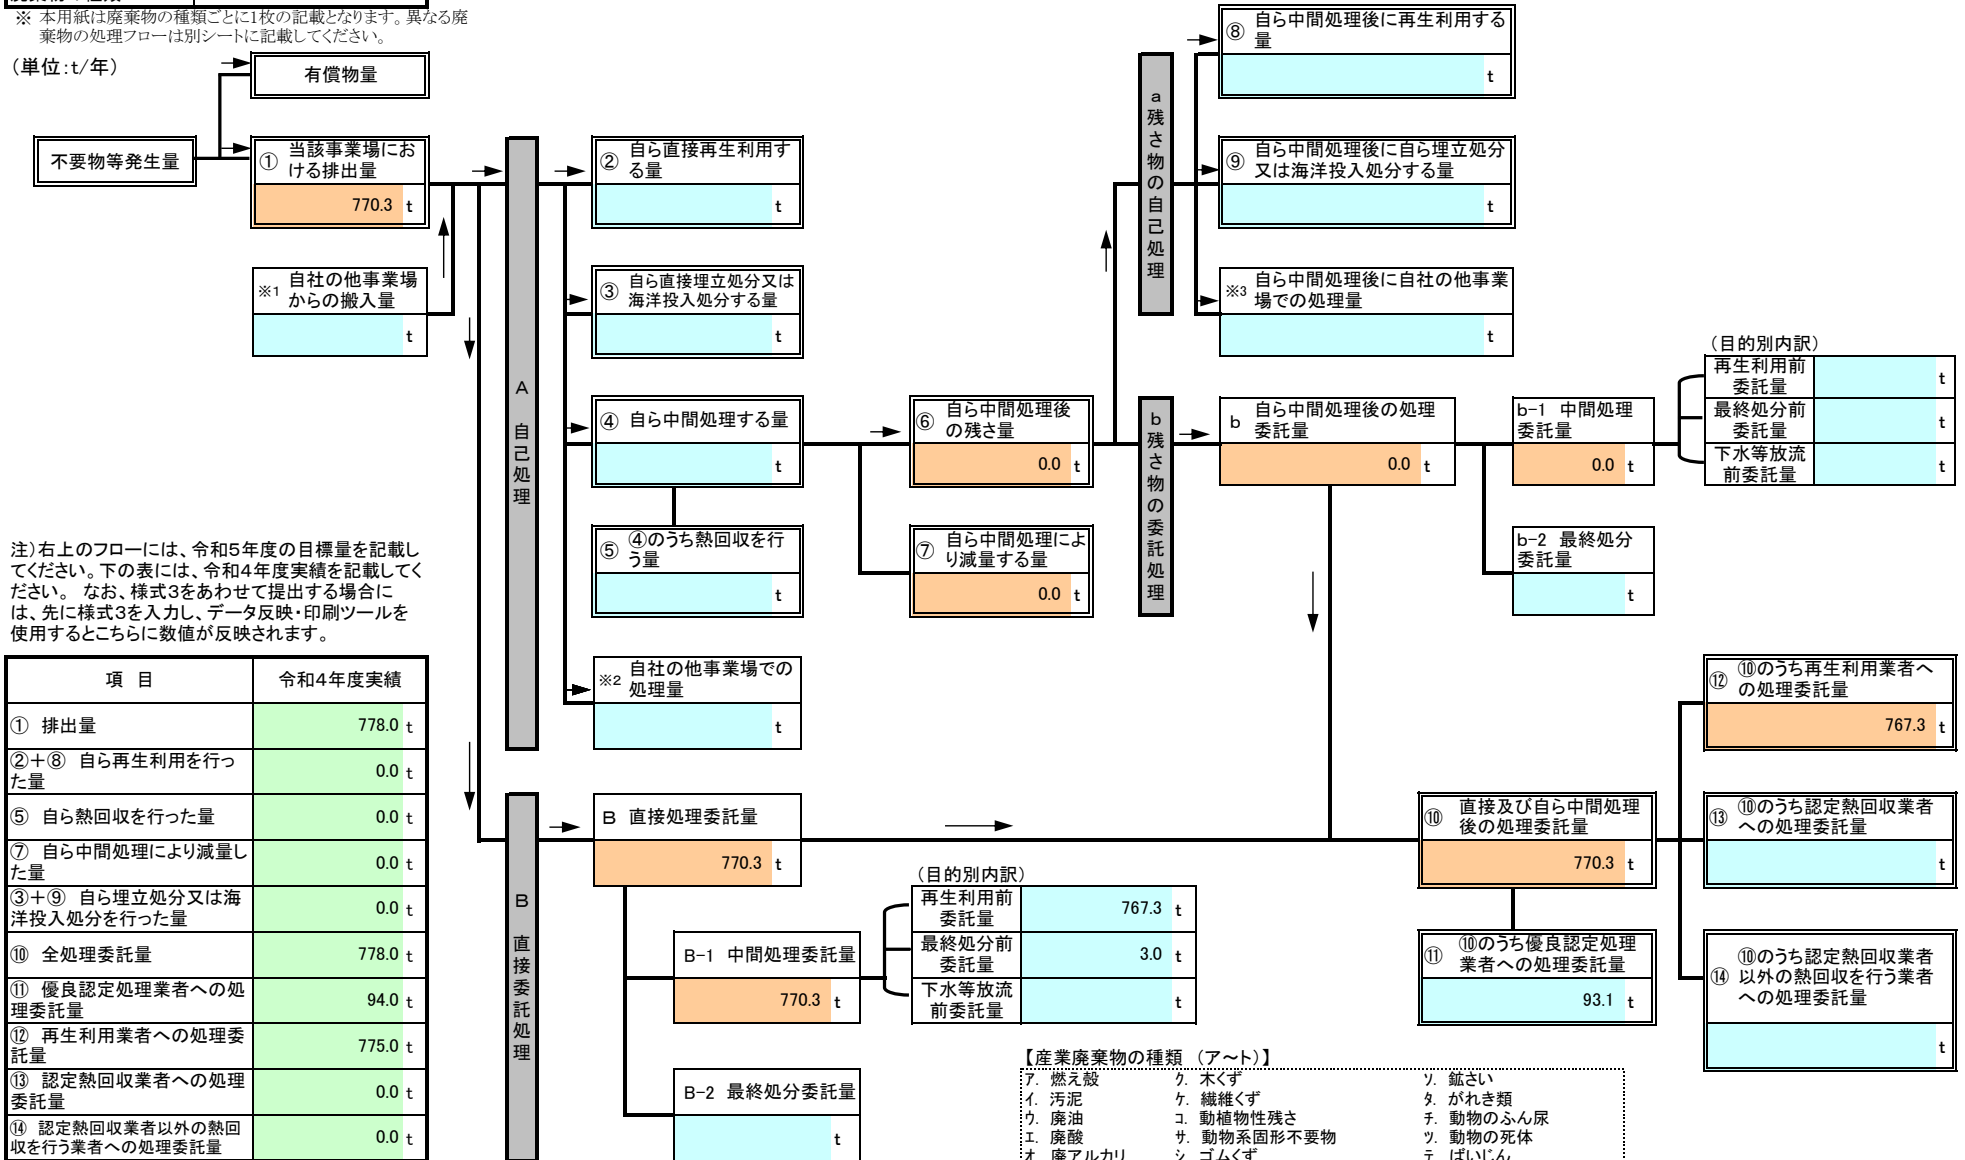 ※ 本用紙は廃棄物の種類ごとに1枚の記載となります。異なる廃
棄物の処理フローは別シートに記載してください。
(単位:t/年)
有償物量
不要物等発生量
① 当該事業場にお
ける排出量
770.3 t
※1 自社の他事業場
からの搬入量
t
A 自己処理
② 自ら直接再生利用す
る量
t
③ 自ら直接埋立処分又は
海洋投入処分する量
t
④ 自ら中間処理する量
t
⑤ ④のうち熱回収を行
う量
t
※2 自社の他事業場での
処理量
t
⑥ 自ら中間処理後
の残さ量
0.0 t
⑦ 自ら中間処理によ
り減量する量
0.0 t
a 残さ物の自己処理
⑧ 自ら中間処理後に再生利用する
量
t
⑨ 自ら中間処理後に自ら埋立処分
又は海洋投入処分する量
t
※3 自ら中間処理後に自社の他事業
場での処理量
t
b 残さ物の委託処理
b 自ら中間処理後の処理
委託量
0.0 t
b-1 中間処理
委託量
0.0 t
b-2 最終処分
委託量
t
(目的別内訳)
再生利用前
委託量
t
最終処分前
委託量
t
下水等放流
前委託量
t
注)右上のフローには、令和5年度の目標量を記載し
てください。下の表には、令和4年度実績を記載してく
ださい。 なお、様式3をあわせて提出する場合に
は、先に様式3を入力し、データ反映・印刷ツールを
使用するとこちらに数値が反映されます。
項 目 令和4年度実績
① 排出量 778.0 t
②+⑧ 自ら再生利用を行っ
た量 0.0 t
⑤ 自ら熱回収を行った量 0.0 t
⑦ 自ら中間処理により減量し
た量 0.0 t
③+⑨ 自ら埋立処分又は海
洋投入処分を行った量 0.0 t
⑩ 全処理委託量 778.0 t
⑪ 優良認定処理業者への処
理委託量 94.0 t
⑫ 再生利用業者への処理委
託量 775.0 t
⑬ 認定熱回収業者への処理
委託量 0.0 t
⑭ 認定熱回収業者以外の熱回
収を行う業者への処理委託量 0.0 t
B 直接委託処理
B 直接処理委託量
770.3 t
B-1 中間処理委託量
770.3 t
B-2 最終処分委託量
t
(目的別内訳)
再生利用前
委託量
767.3 t
最終処分前
委託量
3.0 t
下水等放流
前委託量
t
⑩ 直接及び自ら中間処理
後の処理委託量
770.3 t
⑪ ⑩のうち優良認定処理
業者への処理委託量
93.1 t
⑫ ⑩のうち再生利用業者へ
の処理委託量
767.3 t
⑬ ⑩のうち認定熱回収業者
への処理委託量
t
⑭ ⑩のうち認定熱回収業者
以外の熱回収を行う業者
への処理委託量
t
【産業廃棄物の種類 (ア~ト)】
ア. 燃え殻 ク. 木くず ソ. 鉱さい
イ. 汚泥 ケ. 繊維くず タ. がれき類
ウ. 廃油 コ. 動植物性残さ チ. 動物のふん尿
エ. 廃酸 サ. 動物系固形不要物 ツ. 動物の死体
オ. 廃アルカリ シ. ゴムくず テ. ばいじん